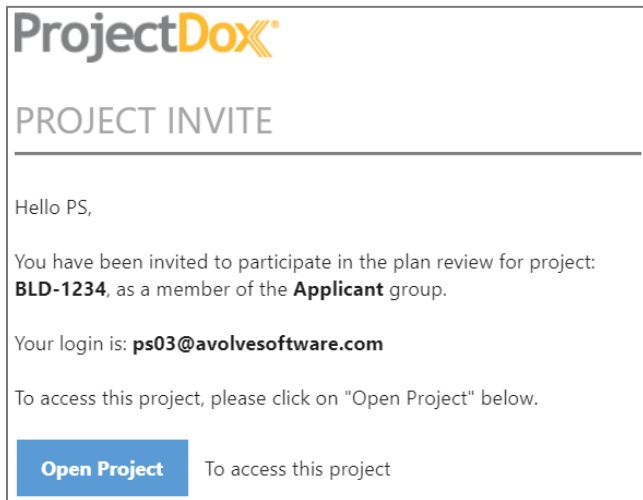 ProjectDox
PROJECT INVITE
Hello PS,
You have been invited to participate in the plan review for project:
BLD-1234, as a member of the Applicant group.
Your login is: ps03@avolvesoftware.com
To access this project, please click on "Open Project" below.
Open Project To access this project